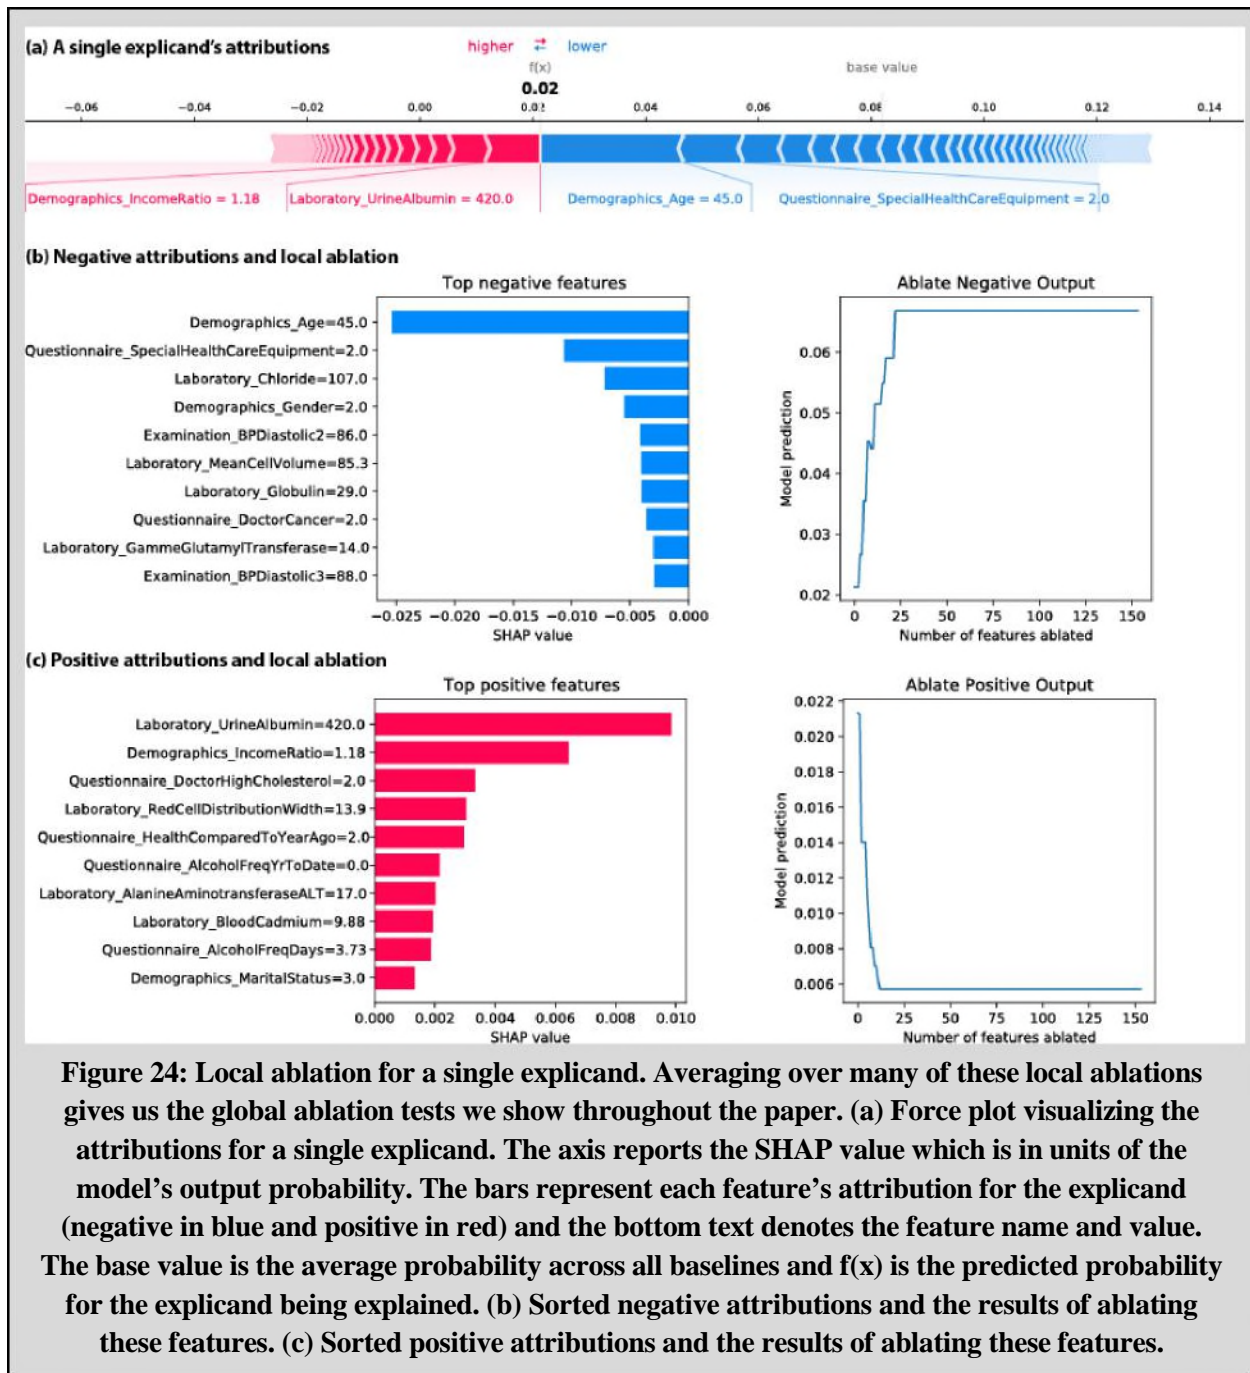 (a) A single explicand's attributions
higher lower
f(x) base value
0.02
−0.06 −0.04 −0.02 0.00 0.02 0.04 0.06 0.08 0.10 0.12 0.14
Demographics_IncomeRatio = 1.18 Laboratory_UrineAlbumin = 420.0 Demographics_Age = 45.0 Questionnaire_SpecialHealthCareEquipment = 2.0
(b) Negative attributions and local ablation
Top negative features
Demographics_Age=45.0
Questionnaire_SpecialHealthCareEquipment=2.0
Laboratory_Chloride=107.0
Demographics_Gender=2.0
Examination_BPDiastolic2=86.0
Laboratory_MeanCellVolume=85.3
Laboratory_Globulin=29.0
Questionnaire_DoctorCancer=2.0
Laboratory_GammeGlutamylTransferase=14.0
Examination_BPDiastolic3=88.0
−0.025 −0.020 −0.015 −0.010 −0.005 0.000
SHAP value
Ablate Negative Output
Model prediction
0.06
0.05
0.04
0.03
0.02
0 25 50 75 100 125 150
Number of features ablated
(c) Positive attributions and local ablation
Top positive features
Laboratory_UrineAlbumin=420.0
Demographics_IncomeRatio=1.18
Questionnaire_DoctorHighCholesterol=2.0
Laboratory_RedCellDistributionWidth=13.9
Questionnaire_HealthComparedToYearAgo=2.0
Questionnaire_AlcoholFreqYrToDate=0.0
Laboratory_AlanineAminotransferaseALT=17.0
Laboratory_BloodCadmium=9.88
Questionnaire_AlcoholFreqDays=3.73
Demographics_MaritalStatus=3.0
0.000 0.002 0.004 0.006 0.008 0.010
SHAP value
Ablate Positive Output
Model prediction
0.022
0.020
0.018
0.016
0.014
0.012
0.010
0.008
0.006
0 25 50 75 100 125 150
Number of features ablated
Figure 24: Local ablation for a single explicand. Averaging over many of these local ablations
gives us the global ablation tests we show throughout the paper. (a) Force plot visualizing the
attributions for a single explicand. The axis reports the SHAP value which is in units of the
model's output probability. The bars represent each feature's attribution for the explicand
(negative in blue and positive in red) and the bottom text denotes the feature name and value.
The base value is the average probability across all baselines and f(x) is the predicted probability
for the explicand being explained. (b) Sorted negative attributions and the results of ablating
these features. (c) Sorted positive attributions and the results of ablating these features.